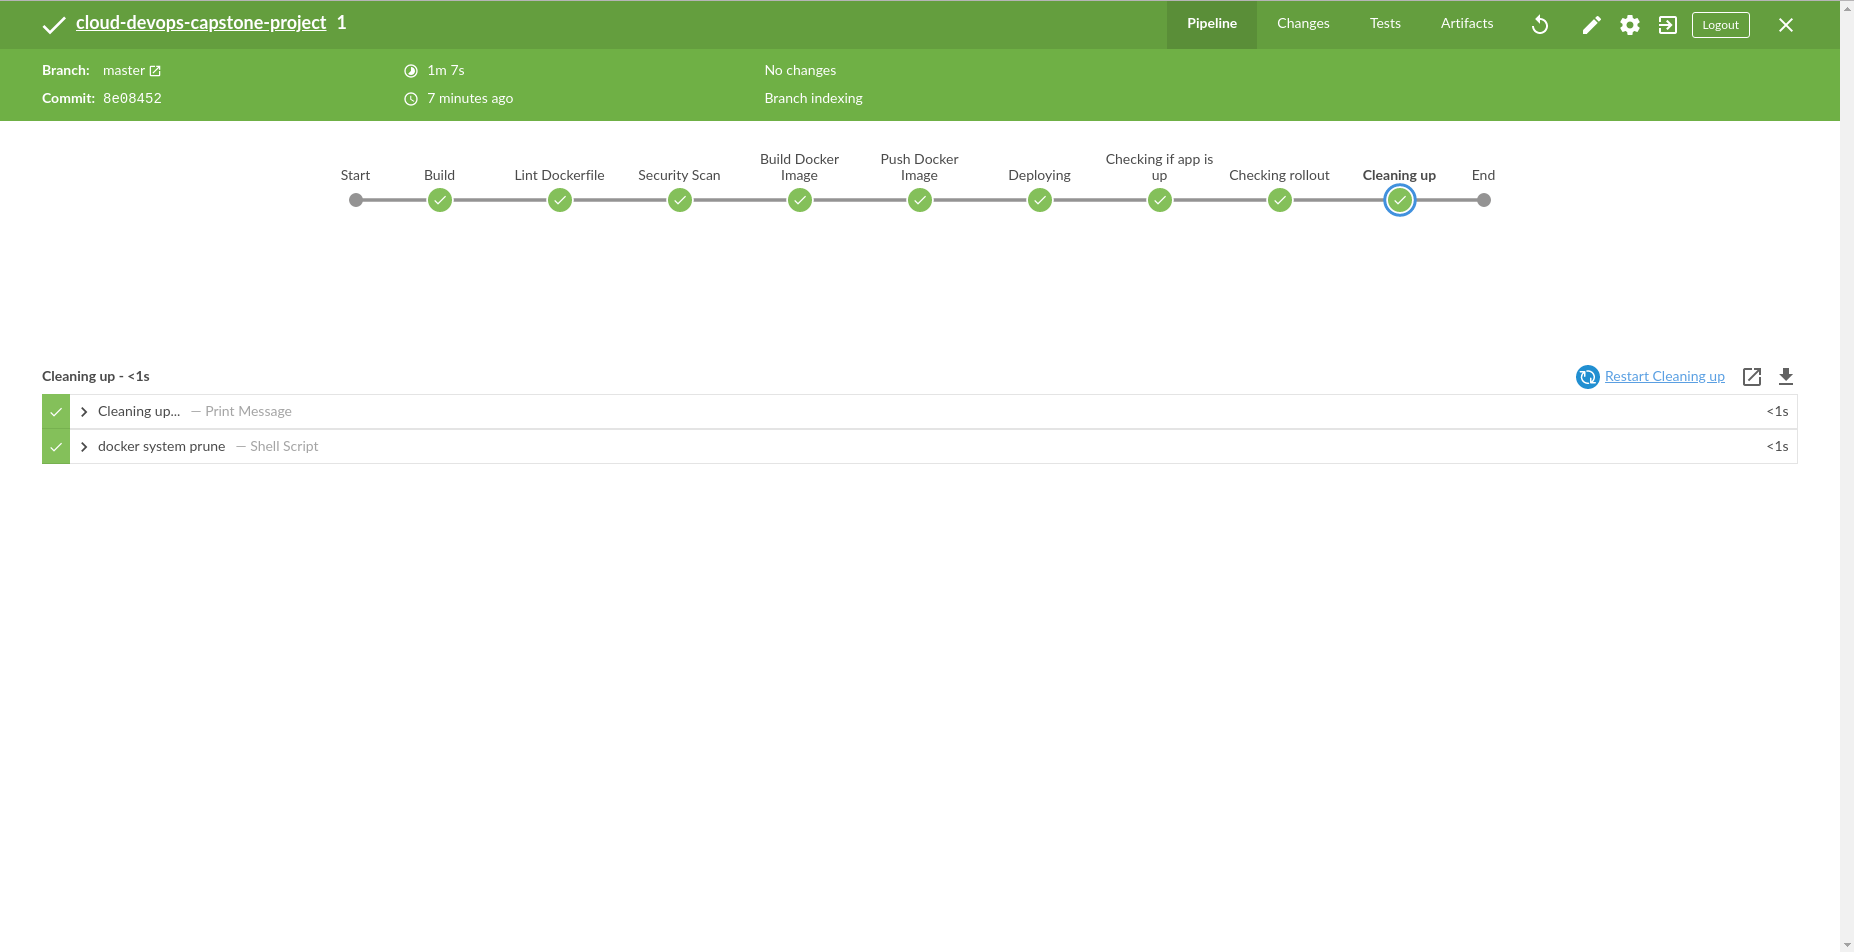 cloud-devops-capstone-project 1
Pipeline Changes Tests Artifacts Logout
Branch: master 1m 7s No changes
Commit: 8e08452 7 minutes ago Branch indexing
Start Build Lint Dockerfile Security Scan Build Docker Image Push Docker Image Deploying Checking if app is up Checking rollout Cleaning up End
Cleaning up - <1s Restart Cleaning up
Cleaning up... — Print Message <1s
docker system prune — Shell Script <1s